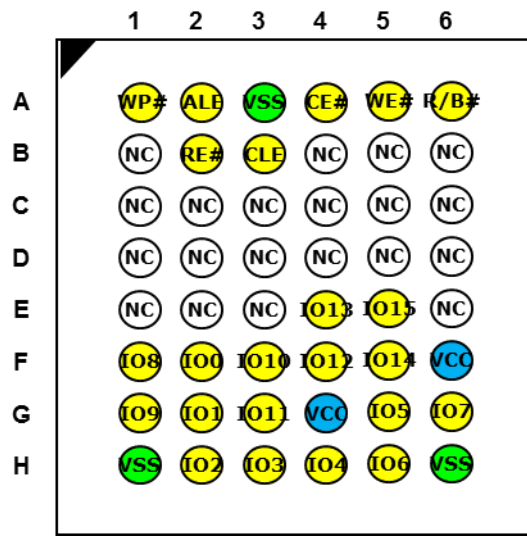 1 2 3 4 5 6
A WP# ALE VSS CE# WE# R/B#
B NC RE# CLE NC NC NC
C NC NC NC NC NC NC
D NC NC NC NC NC NC
E NC NC NC IO13 IO15 NC
F IO8 IO0 IO10 IO12 IO14 VCC
G IO9 IO1 IO11 VCC IO5 IO7
H VSS IO2 IO3 IO4 IO6 VSS